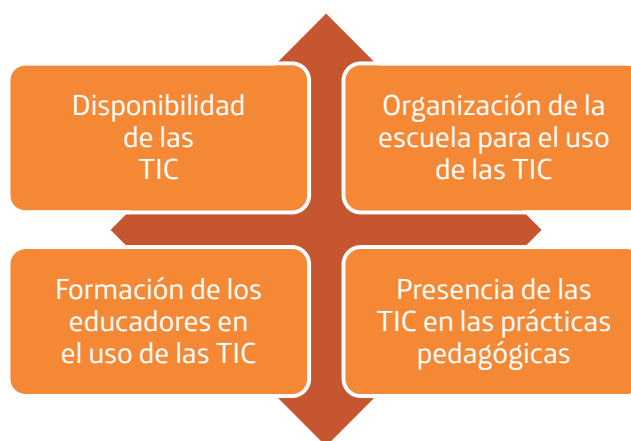 Disponibilidad
de las
TIC
Organización de la
escuela para el uso
de las TIC
Formación de los
educadores en
el uso de las TIC
Presencia de las
TIC en las prácticas
pedagógicas